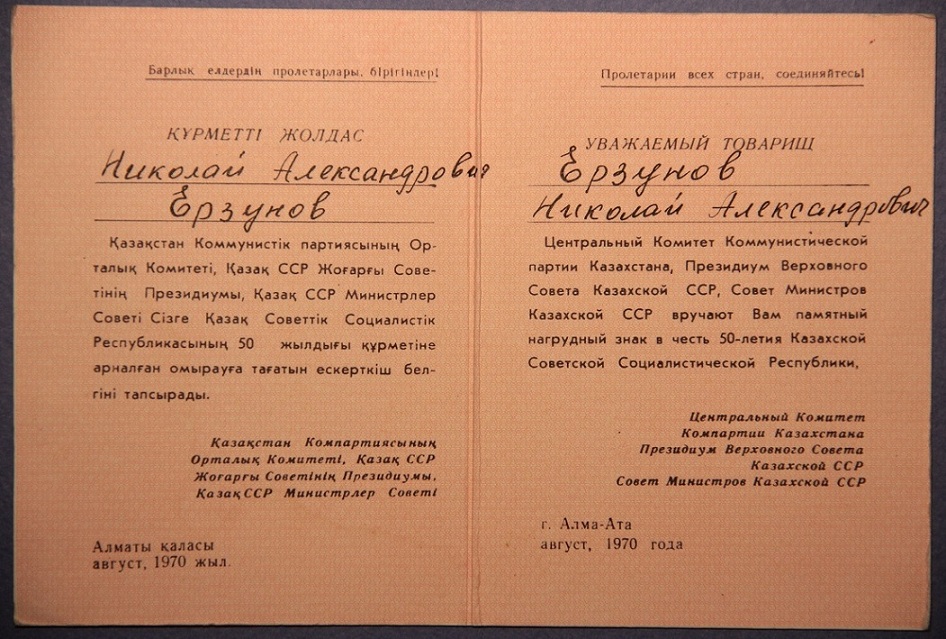 Барлық елдердің пролетарлары, бірігіңдер!
ҚҰРМЕТТІ ЖОЛДАС
Николай Александрович
Ерзунов
Қазақстан Коммунистік партиясының Ор-
талық Комитеті, Қазақ ССР Жоғарғы Сове-
тінің Президиумы, Қазақ ССР Министрлер
Советі Сізге Қазақ Советтік Социалистік
Республикасының 50 жылдығы құрметіне
арналған омырауға тағатын ескерткіш бел-
гіні тапсырады.
Қазақстан Компартиясының
Орталық Комитеті, Қазақ ССР
Жоғарғы Советінің Президиумы,
Қазақ ССР Министрлер Советі
Алматы қаласы
август, 1970 жыл.
Пролетарии всех стран, соединяйтесь!
УВАЖАЕМЫЙ ТОВАРИЩ
Ерзунов
Николай Александрович
Центральный Комитет Коммунистической
партии Казахстана, Президиум Верховного
Совета Казахской ССР, Совет Министров
Казахской ССР вручают Вам памятный
нагрудный знак в честь 50-летия Казахской
Советской Социалистической Республики,
Центральный Комитет
Компартии Казахстана
Президиум Верховного Совета
Казахской ССР
Совет Министров Казахской ССР
г. Алма-Ата
август, 1970 года